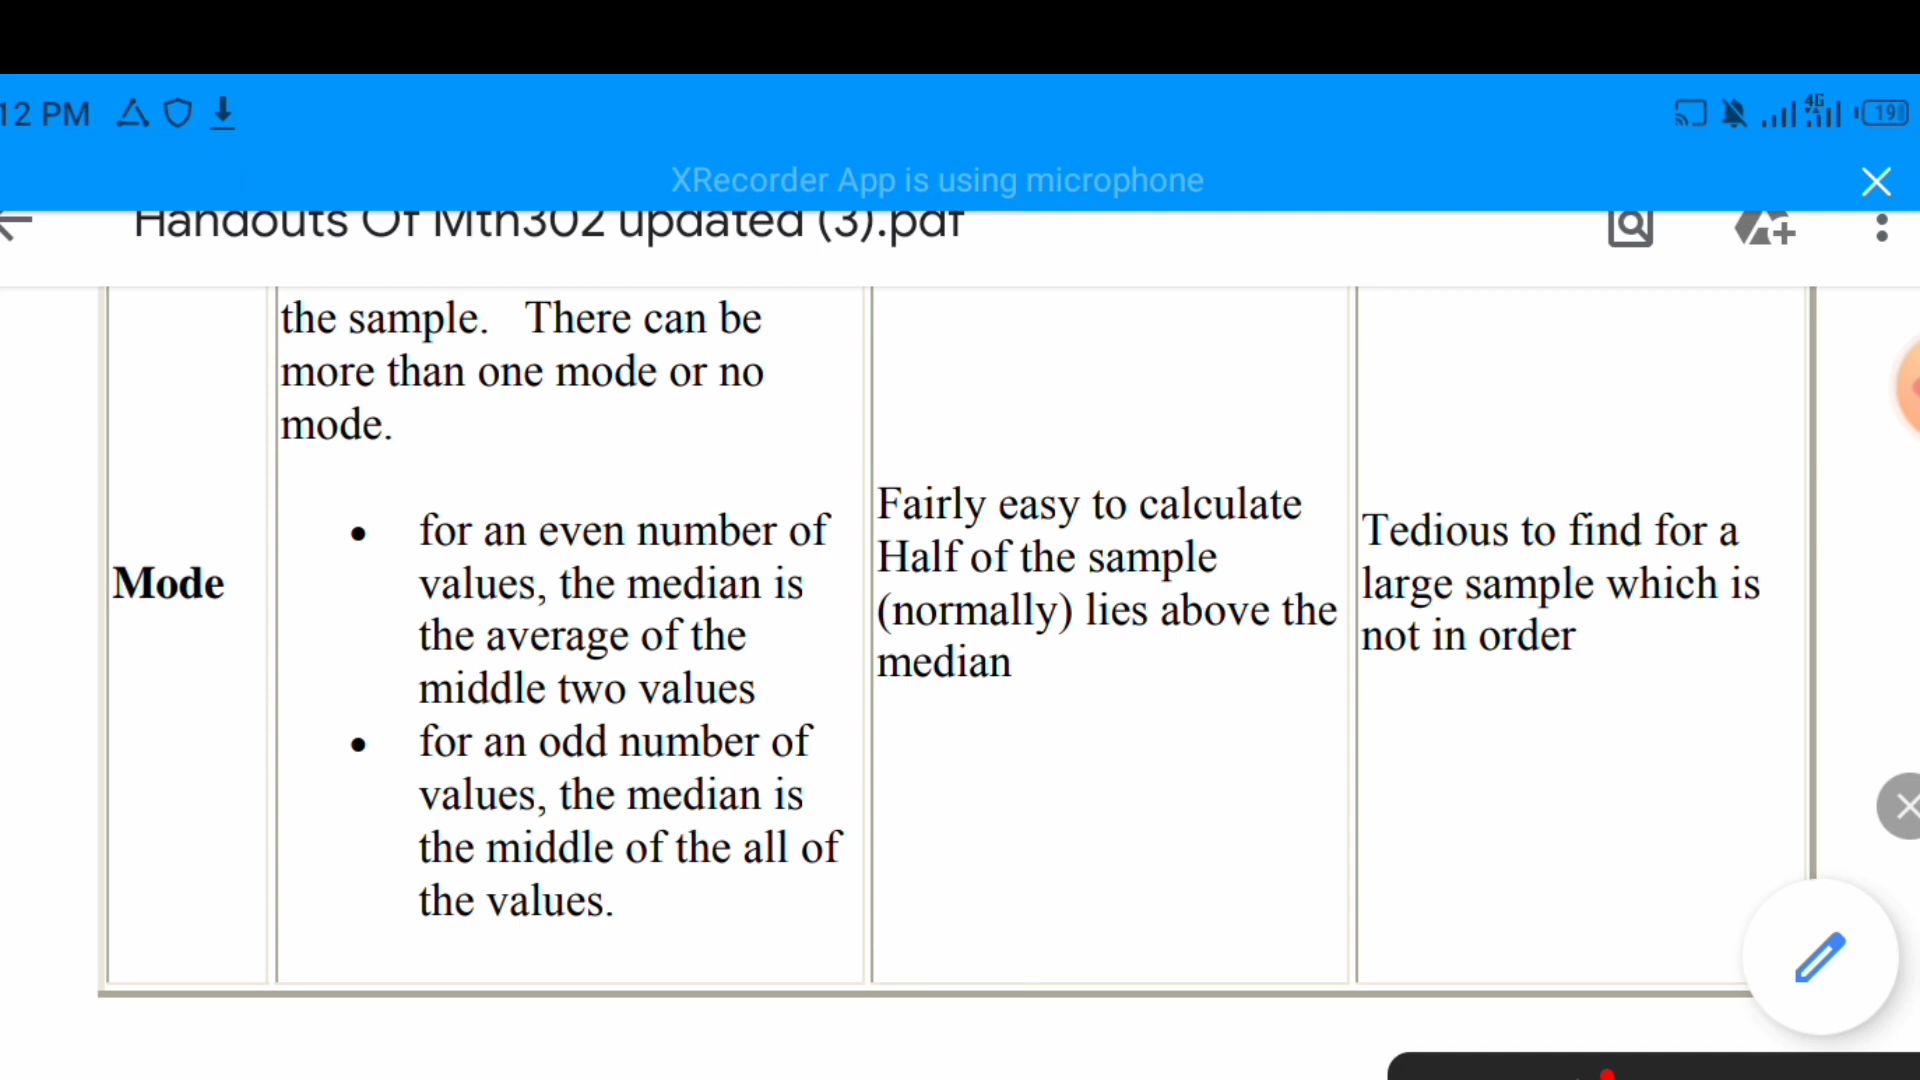 12 PM
4G
19
XRecorder App is using microphone
Handouts Of Mth302 updated (3).pdf
the sample. There can be
more than one mode or no
mode.
Mode
• for an even number of
values, the median is
the average of the
middle two values
• for an odd number of
values, the median is
the middle of the all of
the values.
Fairly easy to calculate
Half of the sample
(normally) lies above the
median
Tedious to find for a
large sample which is
not in order